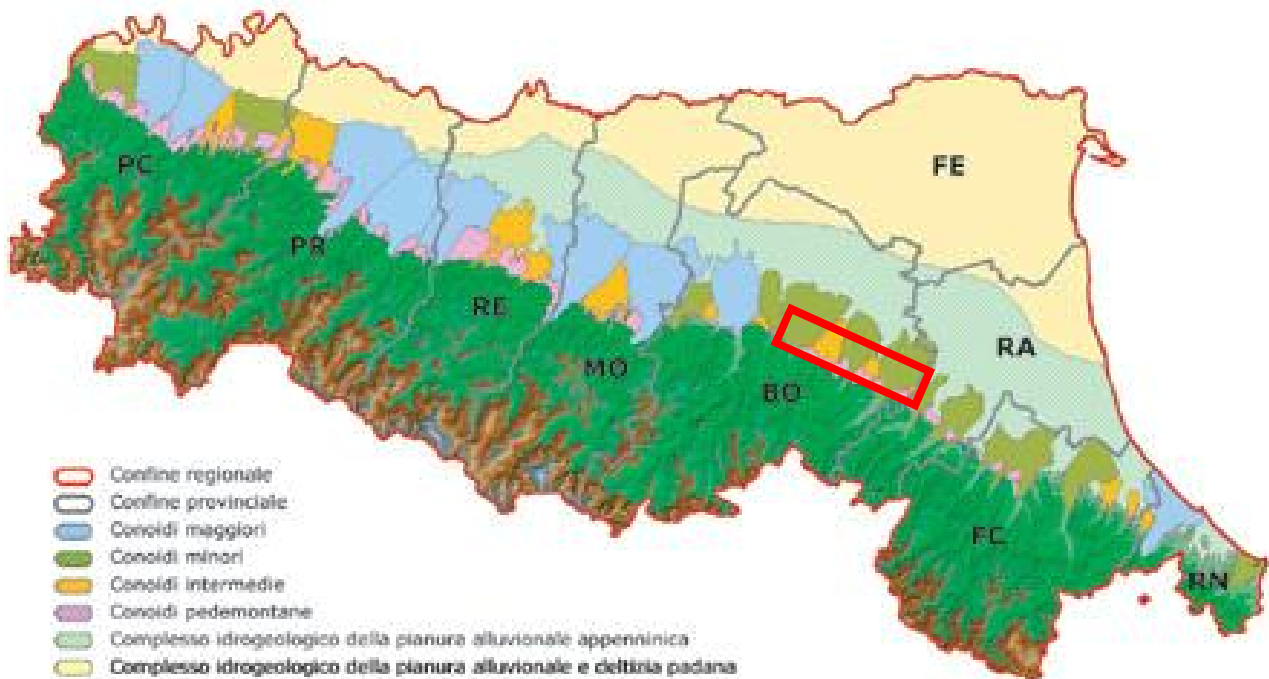 PC
FE
PR
RE
RA
MO
BO
FC
RN
Confine regionale
Confine provinciale
Conoidi maggiori
Conoidi minori
Conoidi intermedie
Conoidi pedemontane
Complesso idrogeologico della pianura alluvionale appenninica
Complesso idrogeologico della pianura alluvionale e deltizia padana